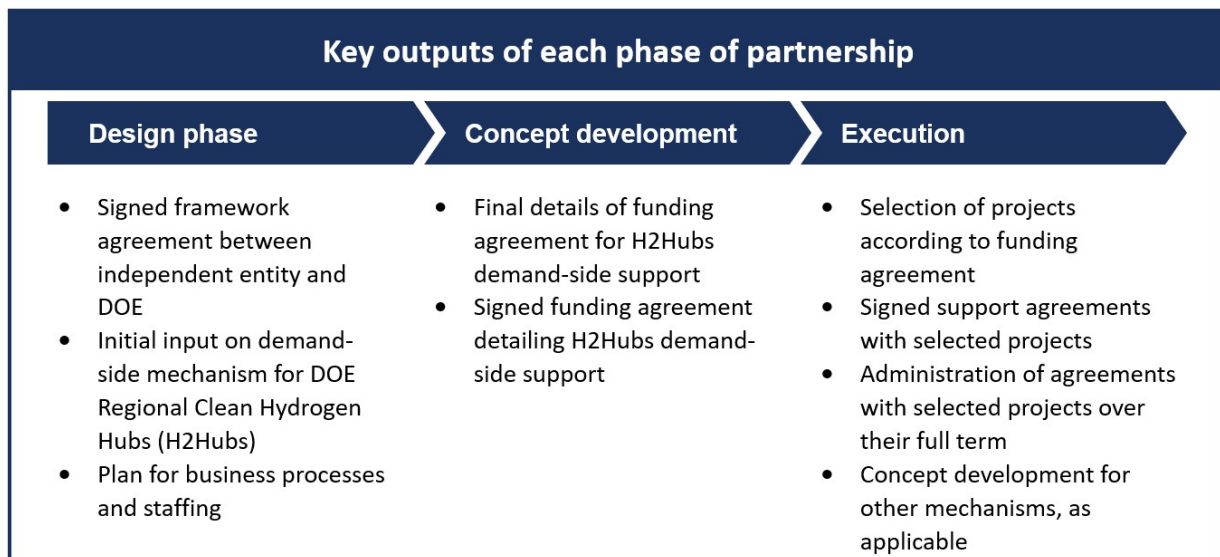 Key outputs of each phase of partnership
Design phase
Concept development
Execution
• Signed framework
agreement between
independent entity and
DOE
• Initial input on demand-
side mechanism for DOE
Regional Clean Hydrogen
Hubs (H2Hubs)
• Plan for business processes
and staffing
• Final details of funding
agreement for H2Hubs
demand-side support
• Signed funding agreement
detailing H2Hubs demand-
side support
• Selection of projects
according to funding
agreement
• Signed support agreements
with selected projects
• Administration of agreements
with selected projects over
their full term
• Concept development for
other mechanisms, as
applicable